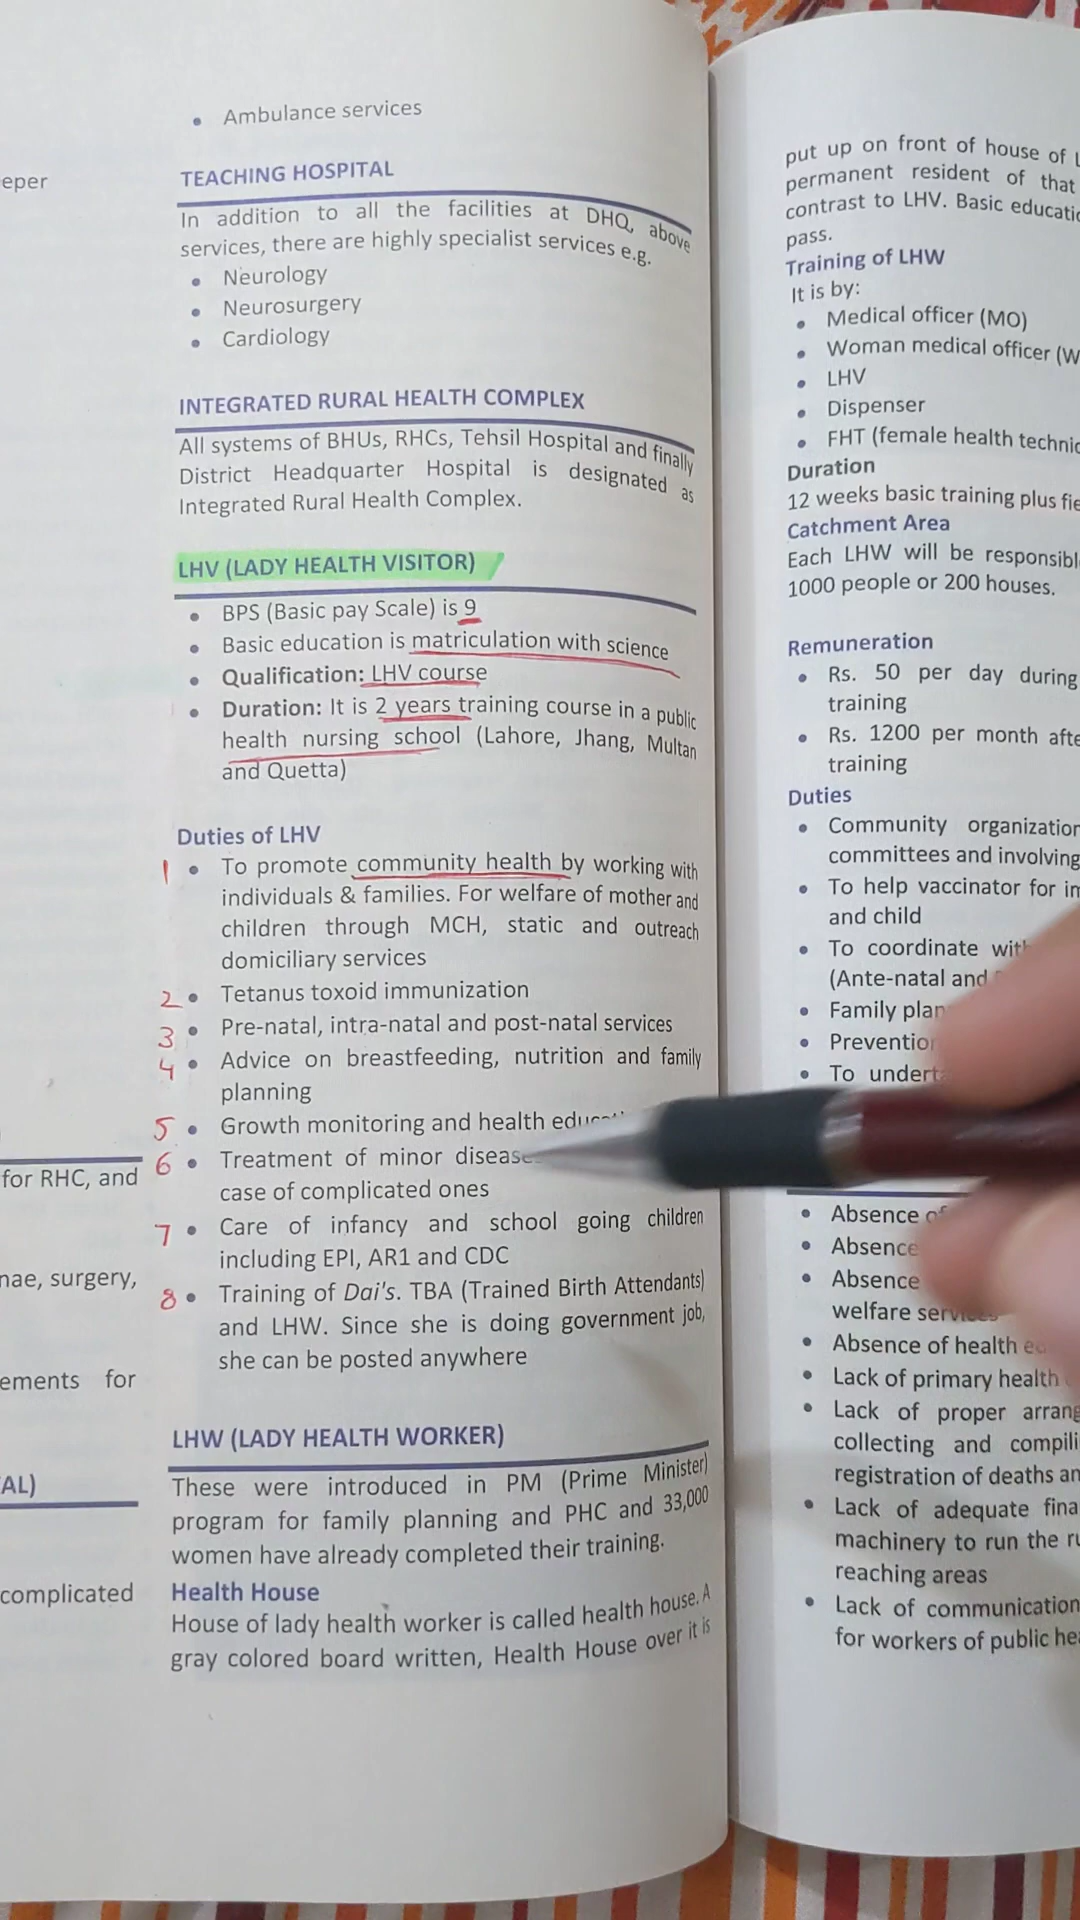 eper
for RHC, and
nae, surgery,
ements for
AL)
complicated
• Ambulance services
TEACHING HOSPITAL
In addition to all the facilities at DHQ, above
services, there are highly specialist services e.g.
• Neurology
• Neurosurgery
• Cardiology
INTEGRATED RURAL HEALTH COMPLEX
All systems of BHUs, RHCs, Tehsil Hospital and finally
District Headquarter Hospital is designated as
Integrated Rural Health Complex.
LHV (LADY HEALTH VISITOR)
• BPS (Basic pay Scale) is 9
• Basic education is matriculation with science
• Qualification: LHV course
• Duration: It is 2 years training course in a public
health nursing school (Lahore, Jhang, Multan
and Quetta)
Duties of LHV
1 • To promote community health by working with
individuals & families. For welfare of mother and
children through MCH, static and outreach
domiciliary services
2 • Tetanus toxoid immunization
3 • Pre-natal, intra-natal and post-natal services
4 • Advice on breastfeeding, nutrition and family
planning
5 • Growth monitoring and health
6 • Treatment of minor
case of complicated ones
7 • Care of infancy and school going children
including EPI, AR1 and CDC
8 • Training of Dai's. TBA (Trained Birth Attendants)
and LHW. Since she is doing government job,
she can be posted anywhere
LHW (LADY HEALTH WORKER)
These were introduced in PM (Prime Minister)
program for family planning and PHC and 33,000
women have already completed their training.
Health House
House of lady health worker is called health house. A
gray colored board written, Health House over it is
put up on front of house of
permanent resident of that
contrast to LHV. Basic
pass.
Training of LHW
It is by:
• Medical officer (MO)
• Woman medical officer (W
• LHV
• Dispenser
• FHT (female health
Duration
12 weeks basic training plus
Catchment Area
Each LHW will be
1000 people or 200 houses.
Remuneration
• Rs. 50 per day during
training
• Rs. 1200 per month
training
Duties
• Community
committees and involving
• To help vaccinator for
and child
• To coordinate
(Ante-natal and
• Family
•
• To
• Absence
• Absence
• Absence
welfare
• Absence of health
• Lack of primary health
• Lack of proper
collecting and
registration of deaths
• Lack of adequate
machinery to run the
reaching areas
• Lack of communication
for workers of public